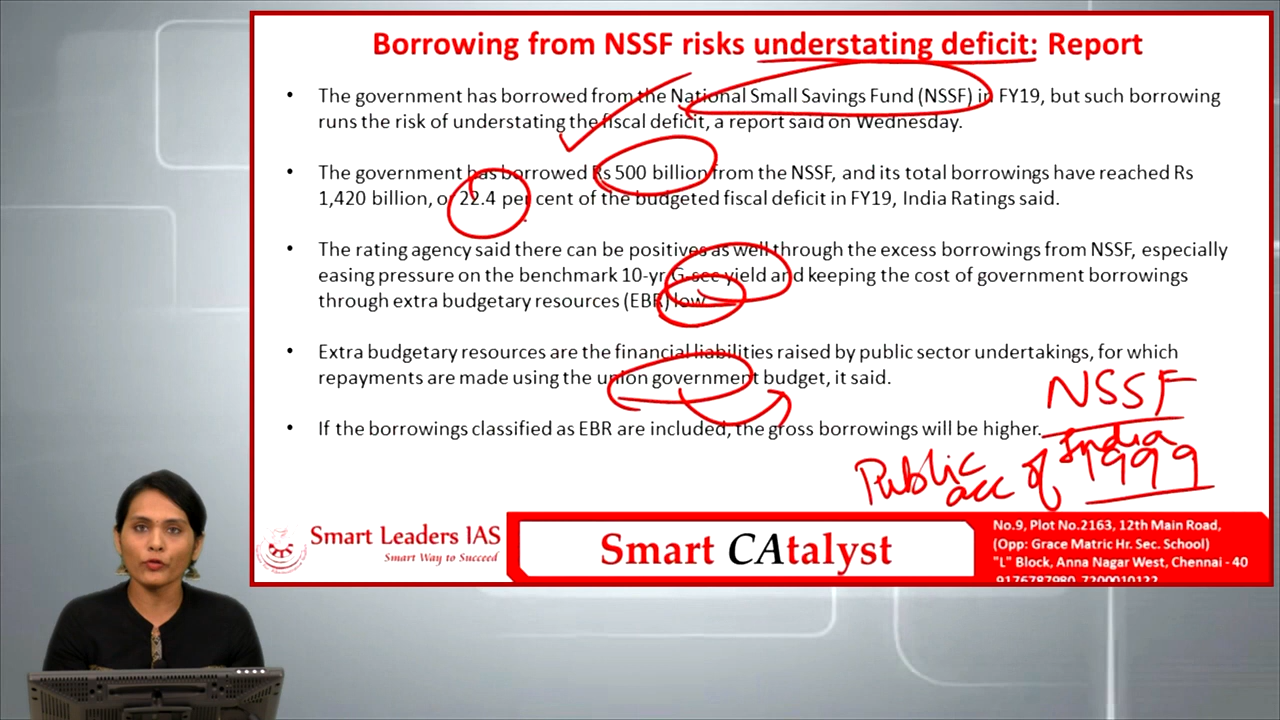 Borrowing from NSSF risks understating deficit: Report
• The government has borrowed from the National Small Savings Fund (NSSF) in FY19, but such borrowing
runs the risk of understating the fiscal deficit, a report said on Wednesday.
• The government has borrowed Rs 500 billion from the NSSF, and its total borrowings have reached Rs
1,420 billion, or 22.4 per cent of the budgeted fiscal deficit in FY19, India Ratings said.
• The rating agency said there can be positives as well through the excess borrowings from NSSF, especially
easing pressure on the benchmark 10-yr G-sec yield and keeping the cost of government borrowings
through extra budgetary resources (EBR) low.
• Extra budgetary resources are the financial liabilities raised by public sector undertakings, for which
repayments are made using the union government budget, it said.
• If the borrowings classified as EBR are included, the gross borrowings will be higher.
NSSF
1999
Public acc of India
Smart Leaders IAS
Smart Way to Succeed
Smart CAtalyst
No.9, Plot No.2163, 12th Main Road,
(Opp: Grace Matric Hr. Sec. School)
"L" Block, Anna Nagar West, Chennai - 40
9176787980, 7200010122